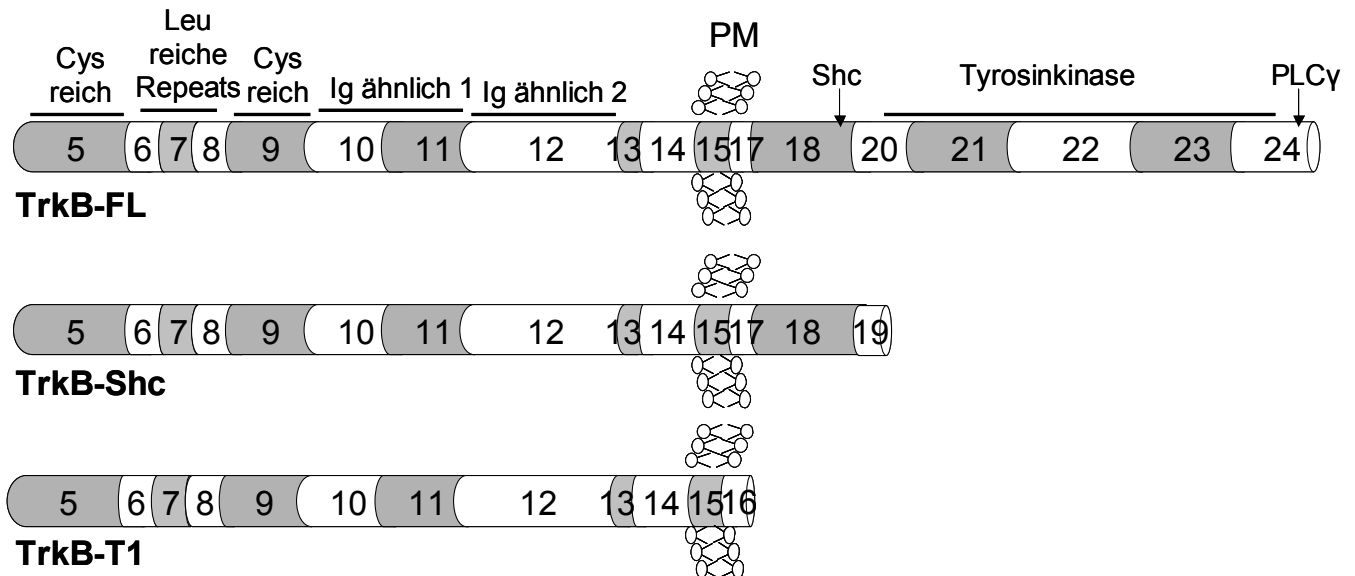 Cys
reich
Leu
reiche
Repeats
Cys
reich
Ig ähnlich 1
Ig ähnlich 2
PM
Shc
Tyrosinkinase
PLCγ
5 6 7 8 9 10 11 12 13 14 15 17 18 20 21 22 23 24
TrkB-FL
5 6 7 8 9 10 11 12 13 14 15 17 18 19
TrkB-Shc
5 6 7 8 9 10 11 12 13 14 15 16
TrkB-T1